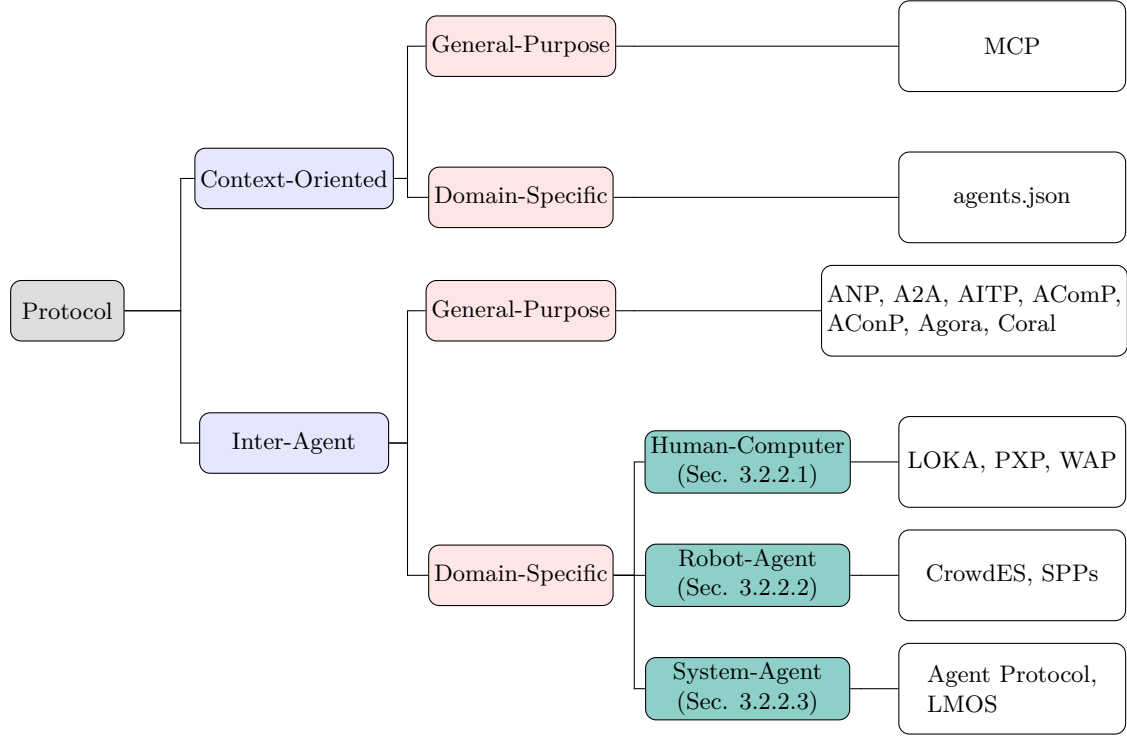 General-Purpose
MCP
Context-Oriented
Domain-Specific
agents.json
Protocol
General-Purpose
ANP, A2A, AITP, AComP,
AConP, Agora, Coral
Inter-Agent
Human-Computer
(Sec. 3.2.2.1)
LOKA, PXP, WAP
Domain-Specific
Robot-Agent
(Sec. 3.2.2.2)
CrowdES, SPPs
System-Agent
(Sec. 3.2.2.3)
Agent Protocol,
LMOS